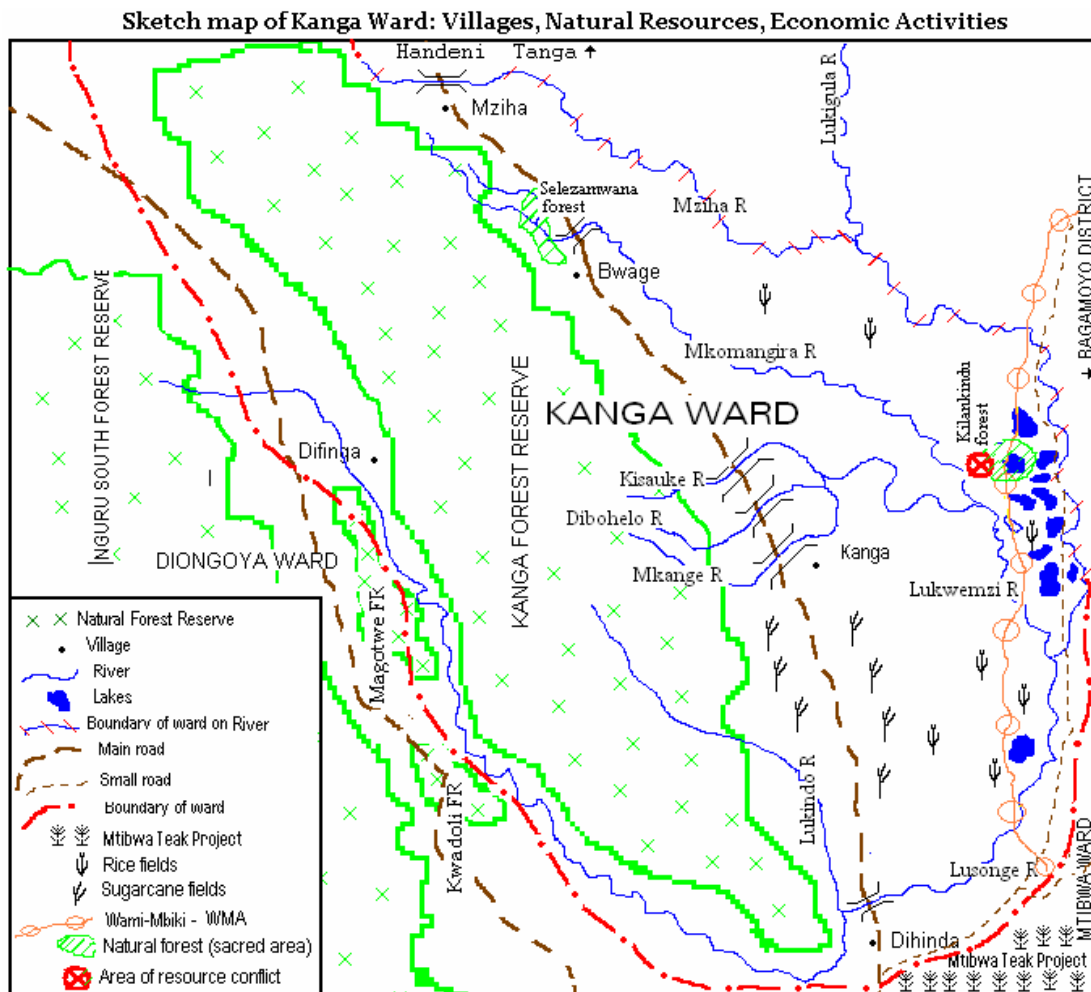 Sketch map of Kanga Ward: Villages, Natural Resources, Economic Activities
Handeni Tanga
Mziha
Lukigula R
Selezamwana
forest
Mziha R
Bwage
BAGAMOYO DISTRICT
NGURU SOUTH FOREST RESERVE
Mkomangira R
KANGA WARD
Kilankindu
forest
KANGA FOREST RESERVE
Difinga
Kisauke R
Dibohelo R
DIONGOYA WARD
Kanga
Mkange R
Lukwemzi R
Magotwe FR
Lukindo R
Kwadoli FR
Lusonge R
MTIBWA WARD
Dihinda
Mtibwa Teak Project
Natural Forest Reserve
Village
River
Lakes
Boundary of ward on River
Main road
Small road
Boundary of ward
Mtibwa Teak Project
Rice fields
Sugarcane fields
Wami-Mbiki - WMA
Natural forest (sacred area)
Area of resource conflict